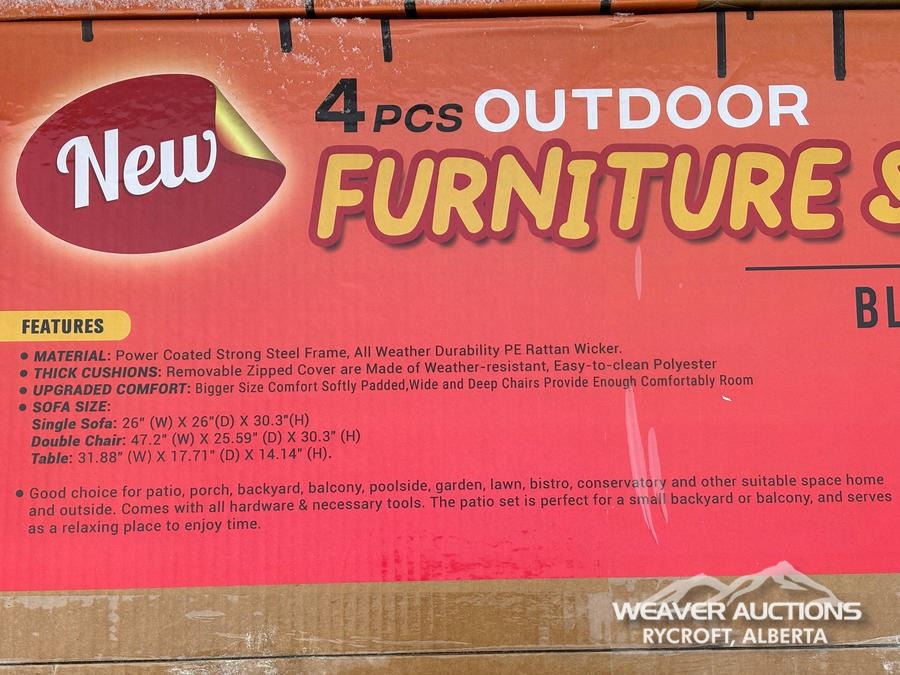 New
4 PCS OUTDOOR
FURNITURE
FEATURES
• MATERIAL: Power Coated Strong Steel Frame, All Weather Durability PE Rattan Wicker.
• THICK CUSHIONS: Removable Zipped Cover are Made of Weather-resistant, Easy-to-clean Polyester
• UPGRADED COMFORT: Bigger Size Comfort Softly Padded,Wide and Deep Chairs Provide Enough Comfortably Room
• SOFA SIZE:
Single Sofa: 26" (W) X 26"(D) X 30.3"(H)
Double Chair: 47.2" (W) X 25.59" (D) X 30.3" (H)
Table: 31.88" (W) X 17.71" (D) X 14.14" (H).
• Good choice for patio, porch, backyard, balcony, poolside, garden, lawn, bistro, conservatory and other suitable space home
and outside. Comes with all hardware & necessary tools. The patio set is perfect for a small backyard or balcony, and serves
as a relaxing place to enjoy time.
WEAVER AUCTIONS
RYCROFT, ALBERTA